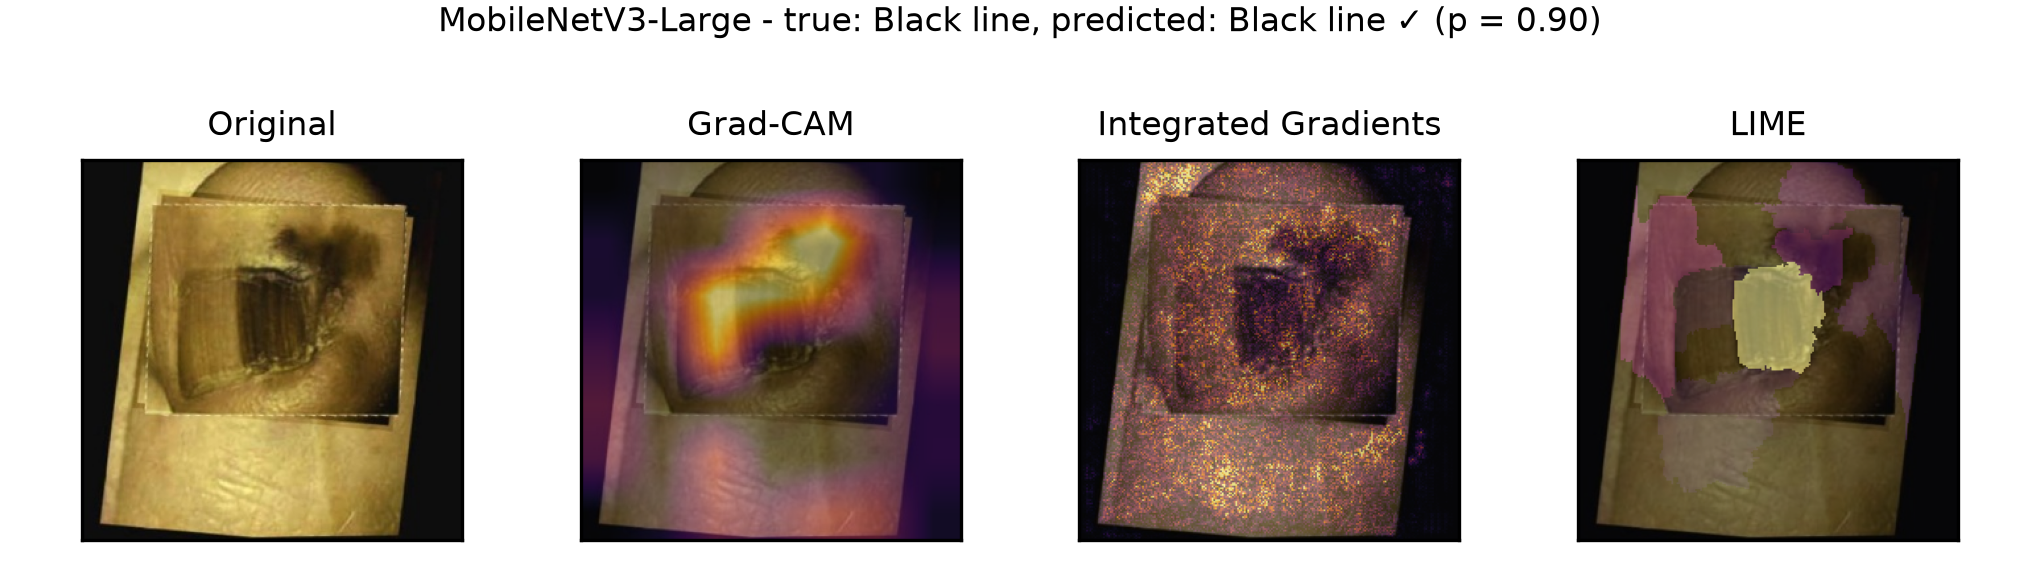 MobileNetV3-Large - true: Black line, predicted: Black line ✓ (p = 0.90)
Original
Grad-CAM
Integrated Gradients
LIME